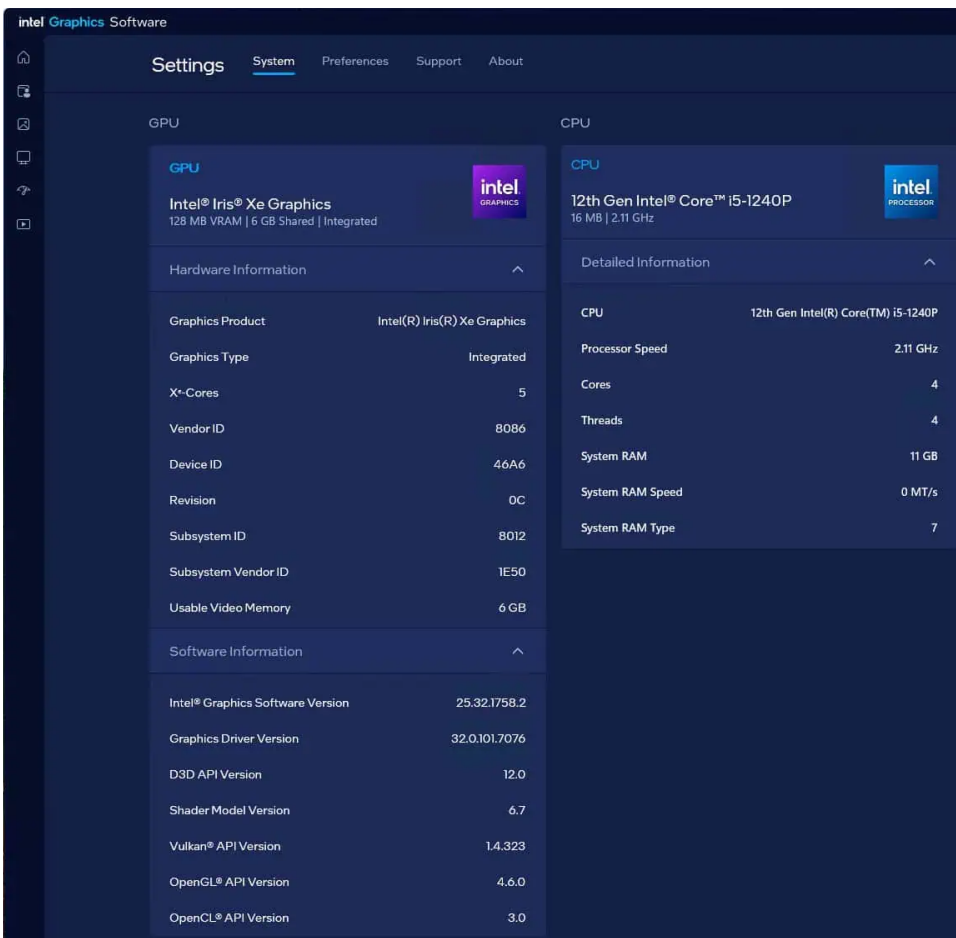 intel Graphics Software
Settings System Preferences Support About
GPU
GPU
Intel® Iris® Xe Graphics
128 MB VRAM | 6 GB Shared | Integrated
intel
GRAPHICS
Hardware Information
Graphics Product Intel(R) Iris(R) Xe Graphics
Graphics Type Integrated
Xᵉ-Cores 5
Vendor ID 8086
Device ID 46A6
Revision 0C
Subsystem ID 8012
Subsystem Vendor ID 1E50
Usable Video Memory 6 GB
Software Information
Intel® Graphics Software Version 25.32.1758.2
Graphics Driver Version 32.0.101.7076
D3D API Version 12.0
Shader Model Version 6.7
Vulkan® API Version 1.4.323
OpenGL® API Version 4.6.0
OpenCL® API Version 3.0
CPU
CPU
12th Gen Intel® Core™ i5-1240P
16 MB | 2.11 GHz
intel
PROCESSOR
Detailed Information
CPU 12th Gen Intel(R) Core(TM) i5-1240P
Processor Speed 2.11 GHz
Cores 4
Threads 4
System RAM 11 GB
System RAM Speed 0 MT/s
System RAM Type 7